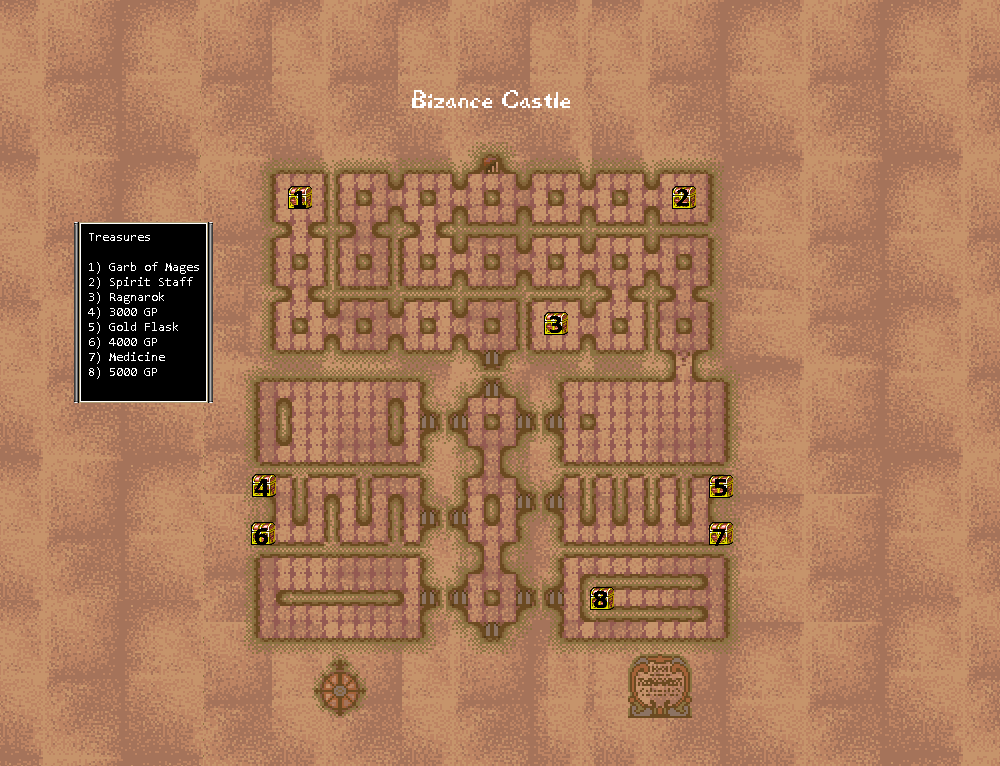 Bizance Castle
1
2
Treasures
1) Garb of Mages
2) Spirit Staff
3) Ragnarok
4) 3000 GP
5) Gold Flask
6) 4000 GP
7) Medicine
8) 5000 GP
3
4
5
6
7
8